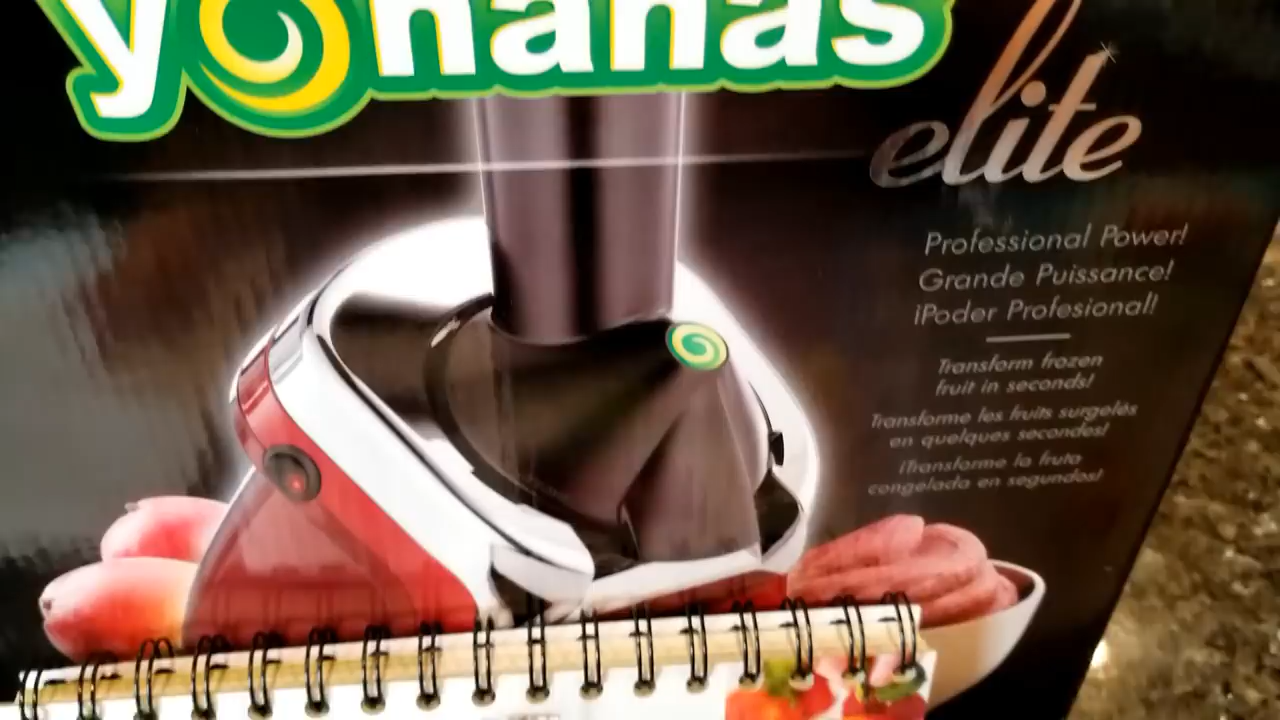 yonanas
elite
Professional Power!
Grande Puissance!
¡Poder Profesional!
Transform frozen
fruit in seconds!
Transforme les fruits surgelés
en quelques secondes!
¡Transforme la fruta
congelada en segundos!